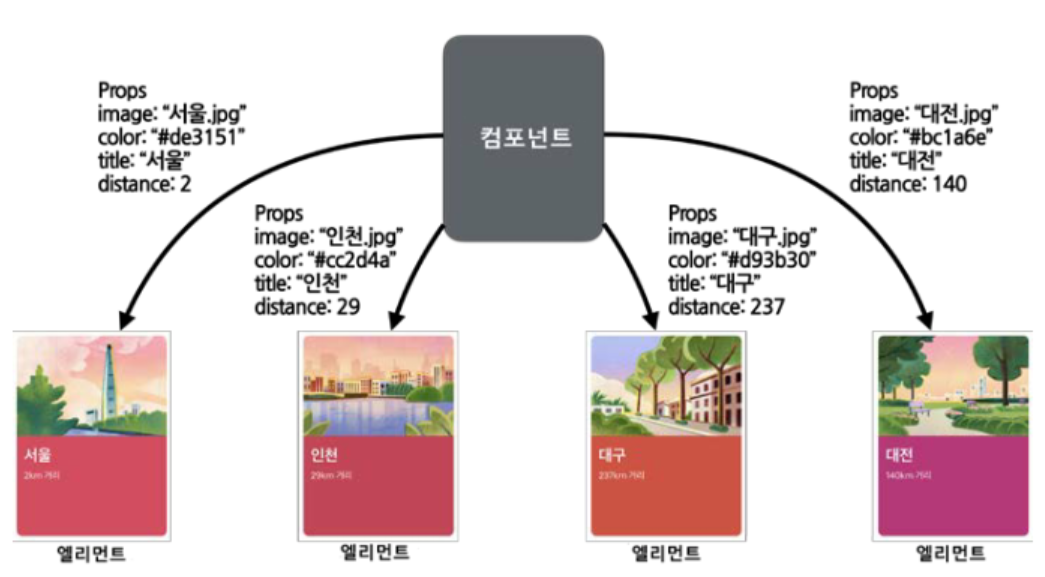 컴포넌트
Props
image: “서울.jpg”
color: “#de3151”
title: “서울”
distance: 2
Props
image: “인천.jpg”
color: “#cc2d4a”
title: “인천”
distance: 29
Props
image: “대구.jpg”
color: “#d93b30”
title: “대구”
distance: 237
Props
image: “대전.jpg”
color: “#bc1a6e”
title: “대전”
distance: 140
서울
2km 거리
엘리먼트
인천
29km 거리
엘리먼트
대구
237km 거리
엘리먼트
대전
140km 거리
엘리먼트